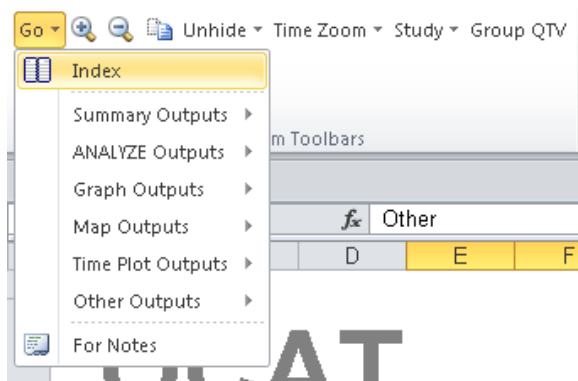 Go Unhide Time Zoom Study Group QTV
Index
Summary Outputs
m Toolbars
ANALYZE Outputs
Graph Outputs
Map Outputs
fx Other
Time Plot Outputs
D E F
Other Outputs
For Notes